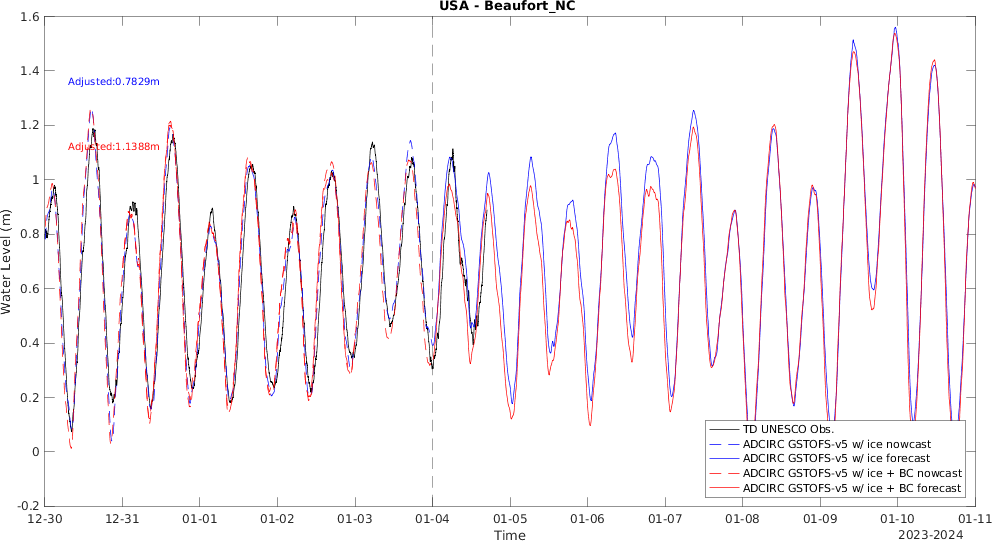 USA - Beaufort_NC
Water Level (m)
1.6
1.4
1.2
1
0.8
0.6
0.4
0.2
0
-0.2
Adjusted:0.7829m
Adjusted:1.1388m
TD UNESCO Obs.
ADCIRC GSTOFS-v5 w/ ice nowcast
ADCIRC GSTOFS-v5 w/ ice forecast
ADCIRC GSTOFS-v5 w/ ice + BC nowcast
ADCIRC GSTOFS-v5 w/ ice + BC forecast
12-30 12-31 01-01 01-02 01-03 01-04 01-05 01-06 01-07 01-08 01-09 01-10 01-11
Time
2023-2024